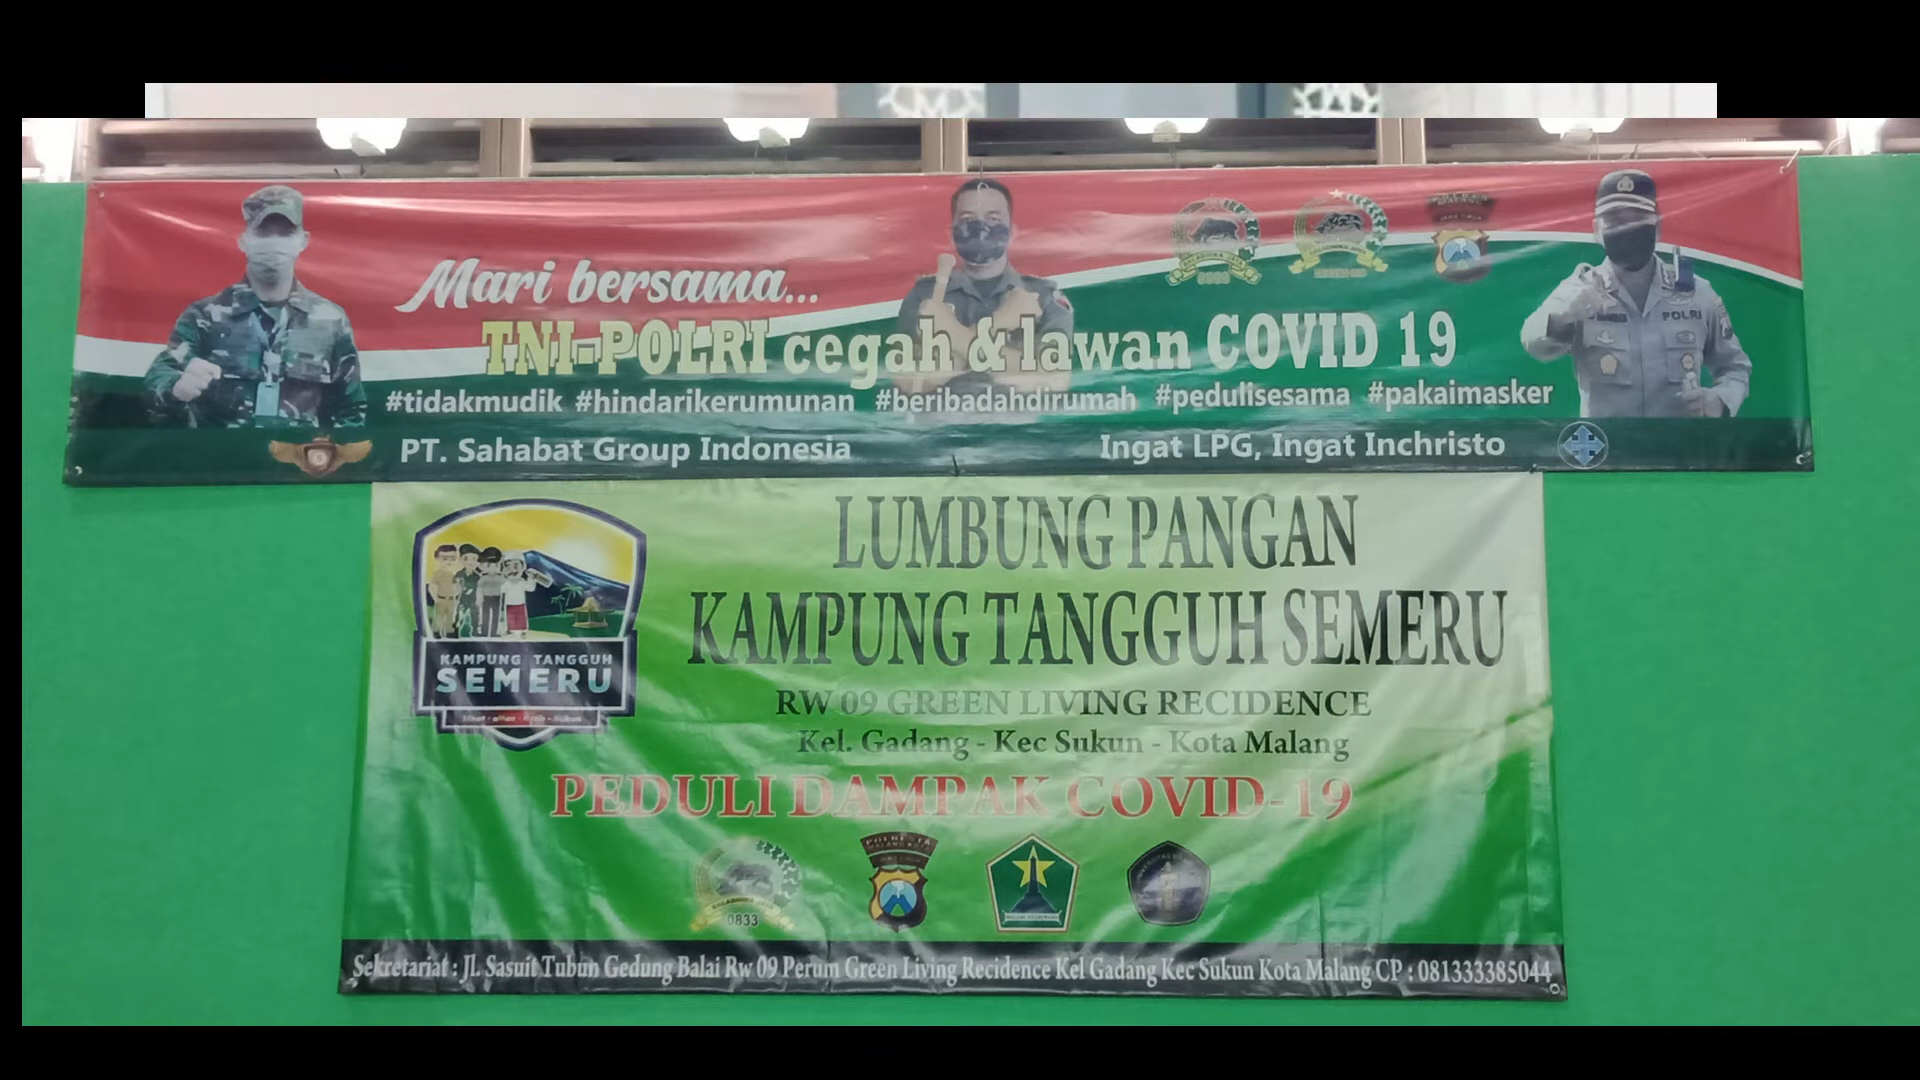 Mari bersama...
TNI-POLRI cegah & lawan COVID 19
#tidakmudik #hindarikerumunan #beribadahdirumah #pedulisesama #pakaimasker
POLRI
PT. Sahabat Group Indonesia
Ingat LPG, Ingat Inchristo
LUMBUNG PANGAN
KAMPUNG TANGGUH SEMERU
KAMPUNG TANGGUH
SEMERU
RW 09 GREEN LIVING RECIDENCE
Kel. Gadang - Kec Sukun - Kota Malang
PEDULI DAMPAK COVID-19
0833
Sekretariat : Jl. Sasuit Tubun Gedung Balai Rw 09 Perum Green Living Recidence Kel Gadang Kec Sukun Kota Malang CP : 081333385044